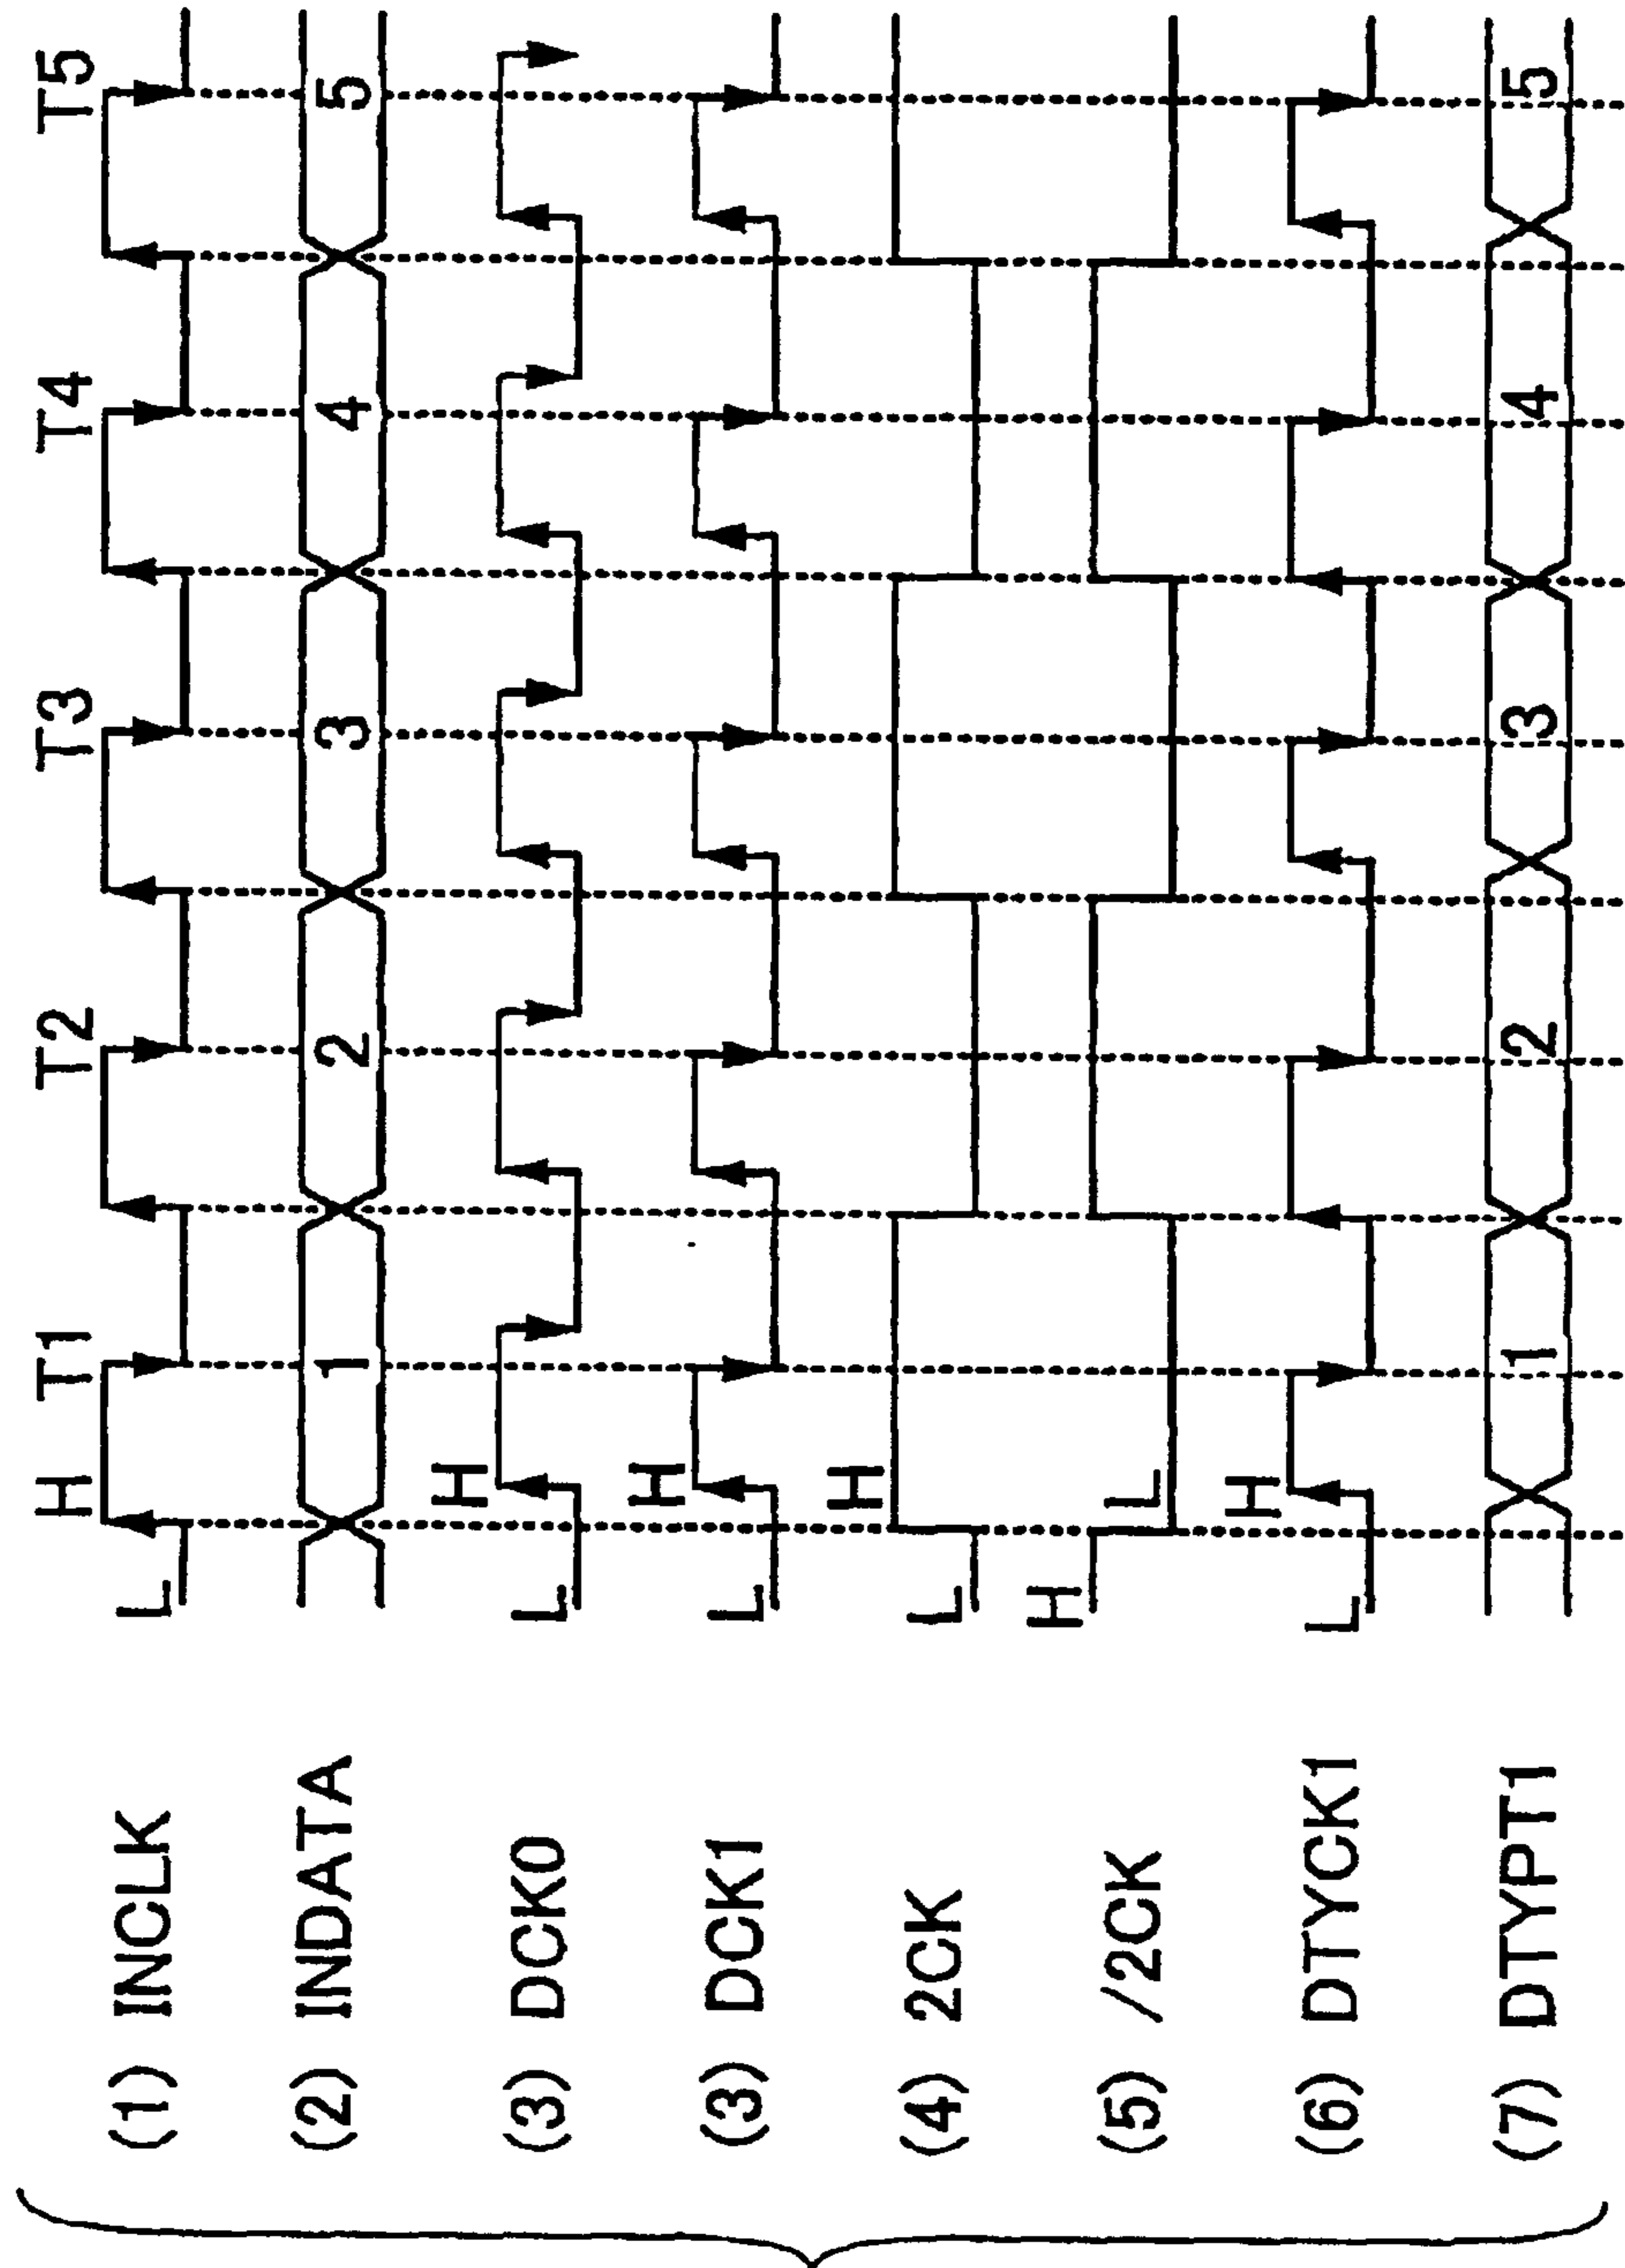 T1 T2 T3 T4 T5
(1) INCLK L H
(2) INDATA 1 2 3 4 5
(3) DCK0 L H
(3) DCK1 L H
(4) 2CK L H
(5) /2CK H L
(6) DTYCK1 L H
(7) DTYPT1 1 2 3 4 5